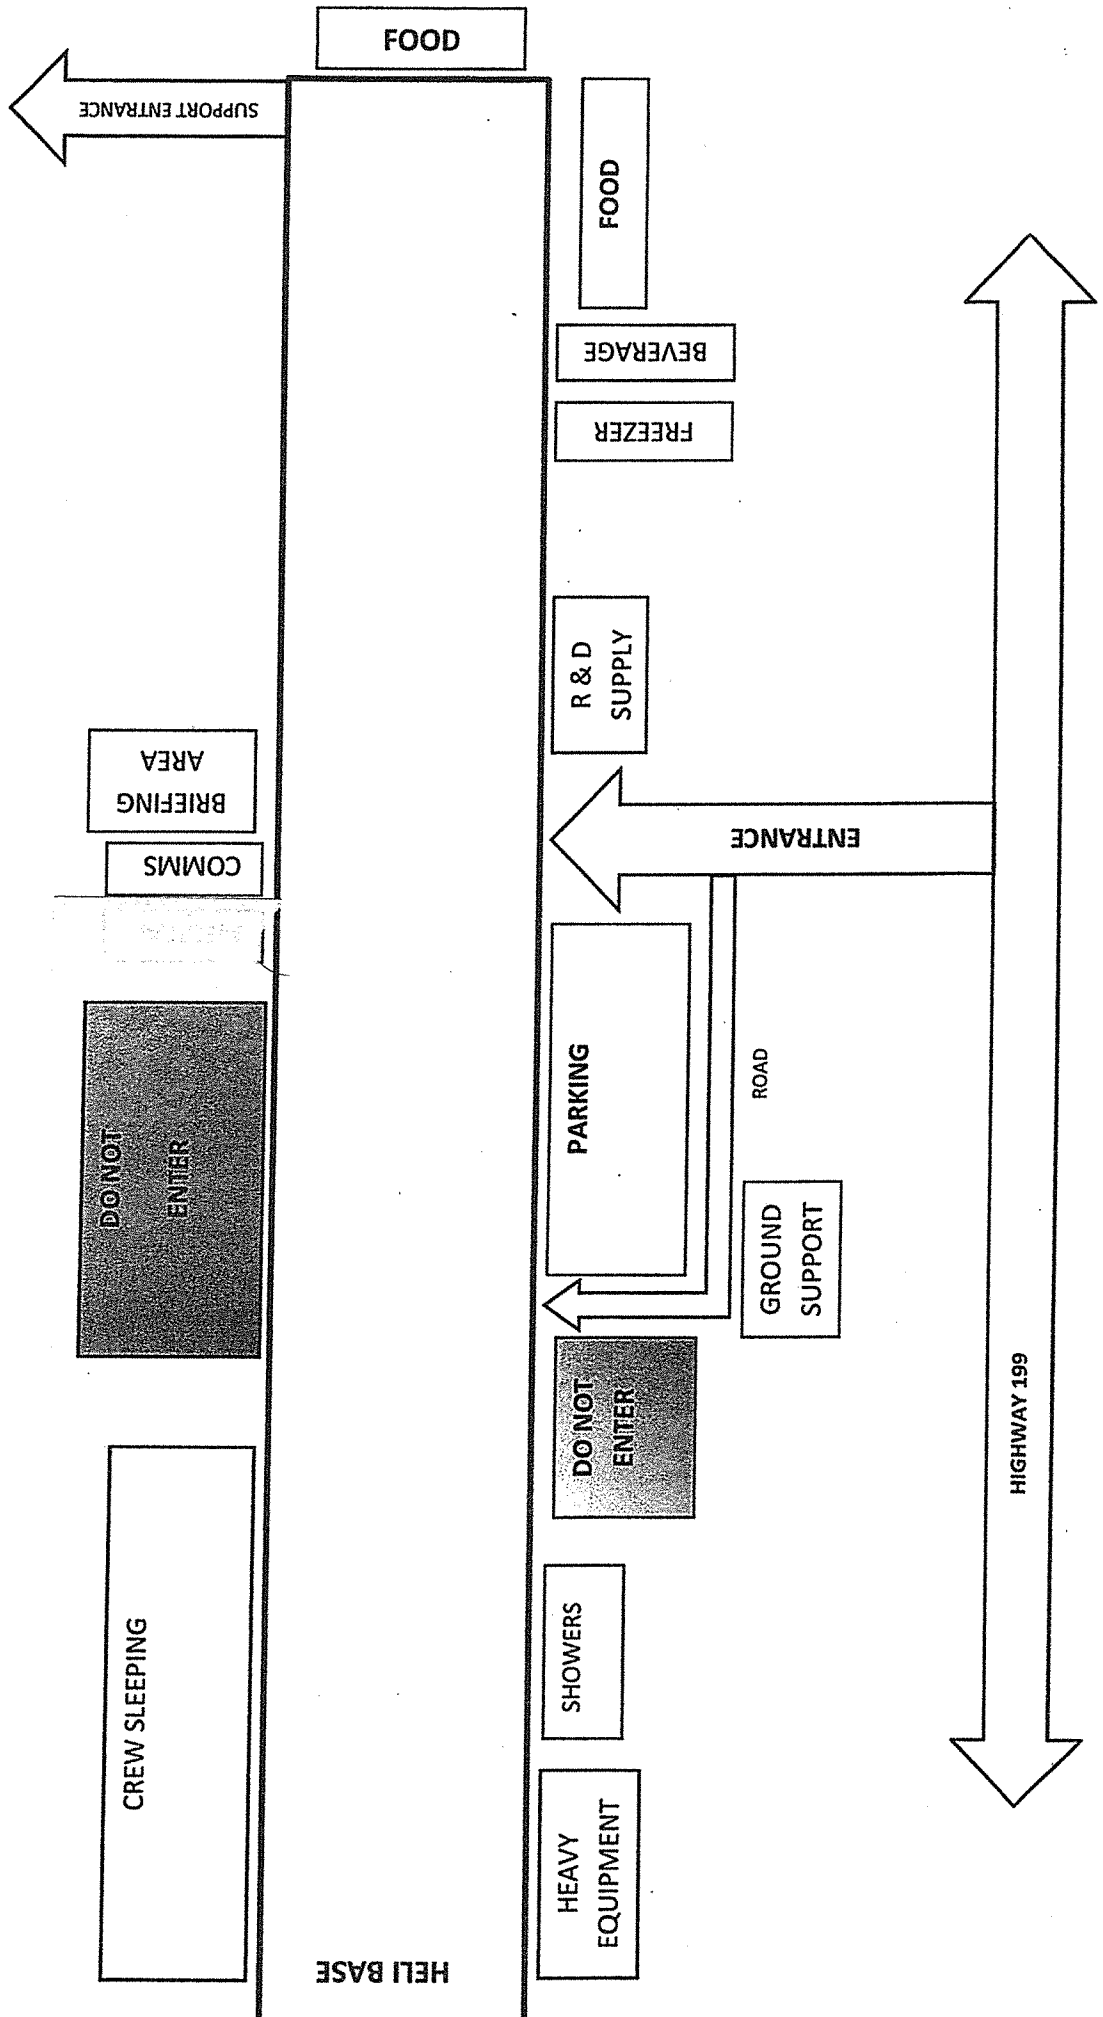 FOOD
SUPPORT ENTRANCE
FOOD
BEVERAGE
FREEZER
R & D
SUPPLY
BRIEFING
AREA
COMMS
ENTRANCE
DO NOT
ENTER
PARKING
ROAD
GROUND
SUPPORT
DO NOT
ENTER
HIGHWAY 199
CREW SLEEPING
SHOWERS
HEAVY
EQUIPMENT
HELI BASE